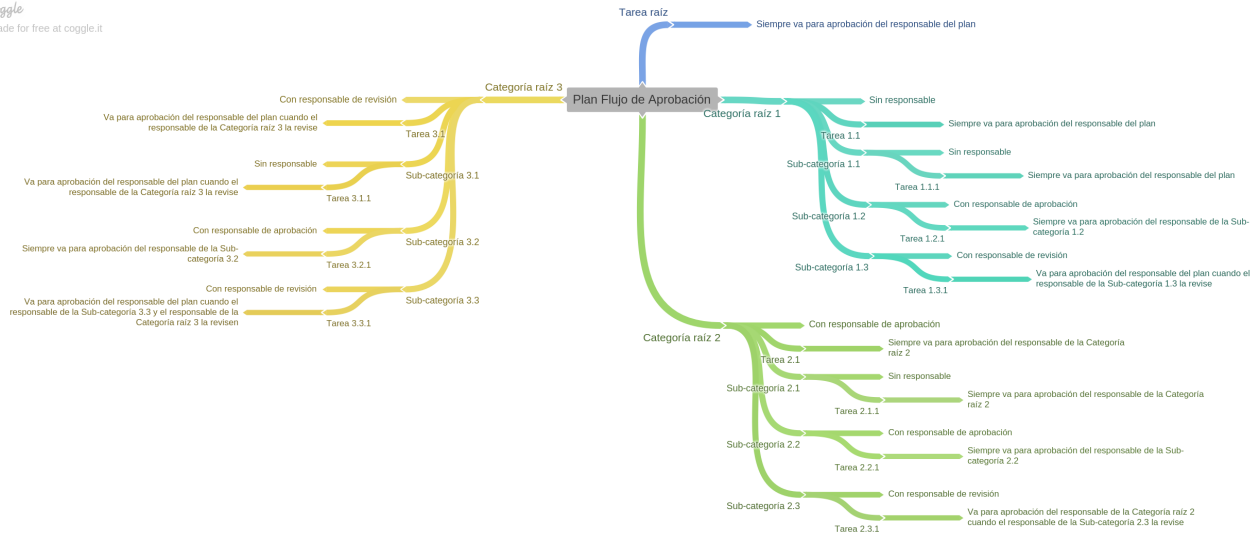 ade for free at coggle.it
Tarea raíz
Siempre va para aprobación del responsable del plan
Plan Flujo de Aprobación
Categoría raíz 1
Sin responsable
Tarea 1.1
Siempre va para aprobación del responsable del plan
Sub-categoría 1.1
Sin responsable
Tarea 1.1.1
Siempre va para aprobación del responsable del plan
Sub-categoría 1.2
Con responsable de aprobación
Tarea 1.2.1
Siempre va para aprobación del responsable de la Sub-
categoría 1.2
Sub-categoría 1.3
Con responsable de revisión
Tarea 1.3.1
Va para aprobación del responsable del plan cuando el
responsable de la Sub-categoría 1.3 la revise
Categoría raíz 2
Con responsable de aprobación
Tarea 2.1
Siempre va para aprobación del responsable de la Categoría
raíz 2
Sub-categoría 2.1
Sin responsable
Tarea 2.1.1
Siempre va para aprobación del responsable de la Categoría
raíz 2
Sub-categoría 2.2
Con responsable de aprobación
Tarea 2.2.1
Siempre va para aprobación del responsable de la Sub-
categoría 2.2
Sub-categoría 2.3
Con responsable de revisión
Tarea 2.3.1
Va para aprobación del responsable de la Categoría raíz 2
cuando el responsable de la Sub-categoría 2.3 la revise
Categoría raíz 3
Con responsable de revisión
Tarea 3.1
Va para aprobación del responsable del plan cuando el
responsable de la Categoría raíz 3 la revise
Sub-categoría 3.1
Sin responsable
Tarea 3.1.1
Va para aprobación del responsable del plan cuando el
responsable de la Categoría raíz 3 la revise
Sub-categoría 3.2
Con responsable de aprobación
Tarea 3.2.1
Siempre va para aprobación del responsable de la Sub-
categoría 3.2
Sub-categoría 3.3
Con responsable de revisión
Tarea 3.3.1
Va para aprobación del responsable del plan cuando el
responsable de la Sub-categoría 3.3 y el responsable de la
Categoría raíz 3 la revisen